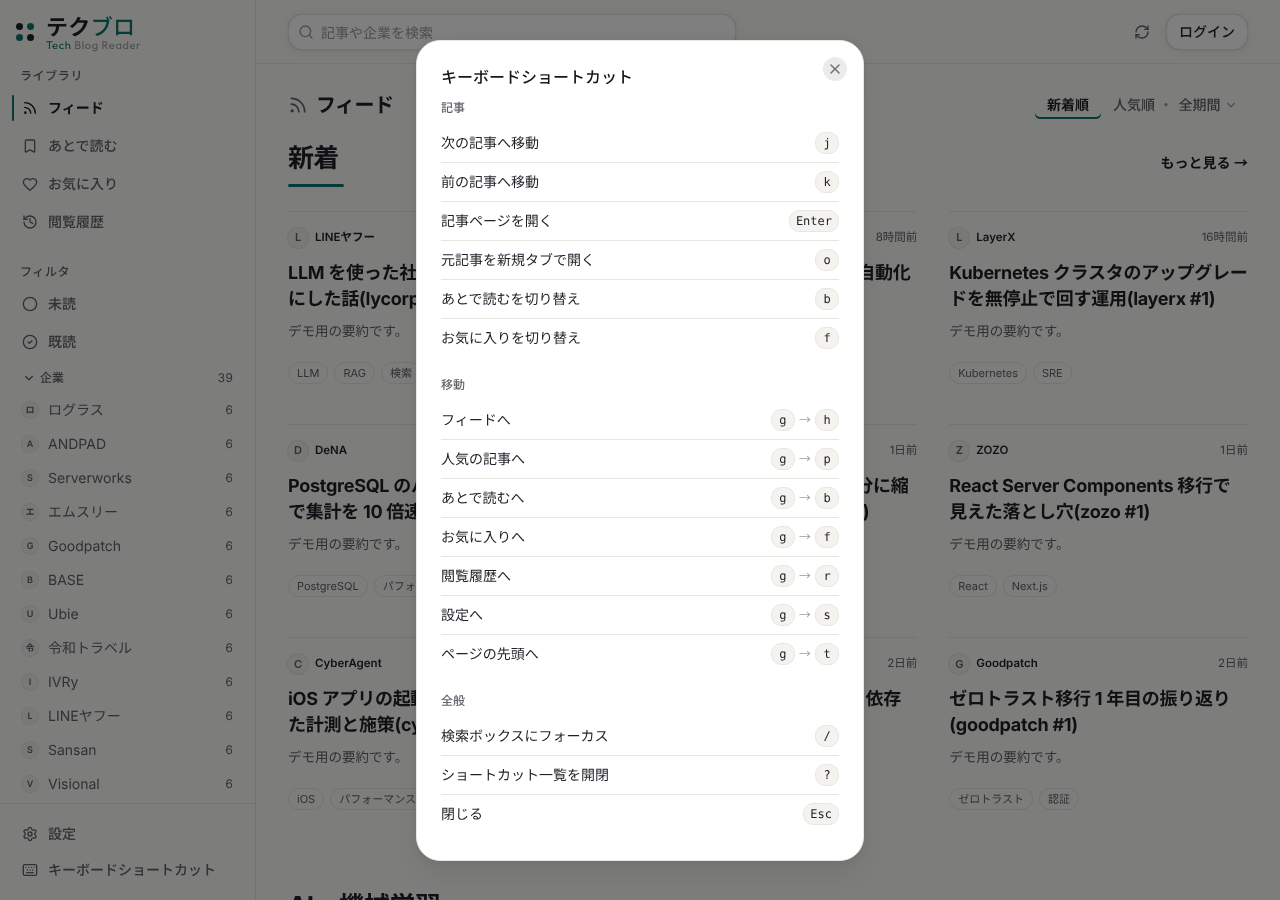 テクブロ
Tech Blog Reader
ライブラリ
フィード
あとで読む
お気に入り
閲覧履歴
フィルタ
未読
既読
企業 39
ロ ログラス 6
A ANDPAD 6
S Serverworks 6
エ エムスリー 6
G Goodpatch 6
B BASE 6
U Ubie 6
令 令和トラベル 6
I IVRy 6
L LINEヤフー 6
S Sansan 6
V Visional 6
設定
キーボードショートカット
記事や企業を検索
ログイン
フィード
新着順 人気順 • 全期間
新着
もっと見る →
L LINEヤフー
LLM を使った社
にした話(lycorp
デモ用の要約です。
LLM RAG 検索
8時間前
自動化
L LayerX 16時間前
Kubernetes クラスタのアップグレー
ドを無停止で回す運用(layerx #1)
デモ用の要約です。
Kubernetes SRE
D DeNA
PostgreSQL の
で集計を 10 倍速
デモ用の要約です。
PostgreSQL パフォ
1日前
分に縮
)
Z ZOZO 1日前
React Server Components 移行で
見えた落とし穴(zozo #1)
デモ用の要約です。
React Next.js
C CyberAgent
iOS アプリの起動
た計測と施策(cy
デモ用の要約です。
iOS パフォーマンス
2日前
依存
G Goodpatch 2日前
ゼロトラスト移行 1 年目の振り返り
(goodpatch #1)
デモ用の要約です。
ゼロトラスト 認証
キーボードショートカット
記事
次の記事へ移動 j
前の記事へ移動 k
記事ページを開く Enter
元記事を新規タブで開く o
あとで読むを切り替え b
お気に入りを切り替え f
移動
フィードへ g → h
人気の記事へ g → p
あとで読むへ g → b
お気に入りへ g → f
閲覧履歴へ g → r
設定へ g → s
ページの先頭へ g → t
全般
検索ボックスにフォーカス /
ショートカット一覧を開閉 ?
閉じる Esc